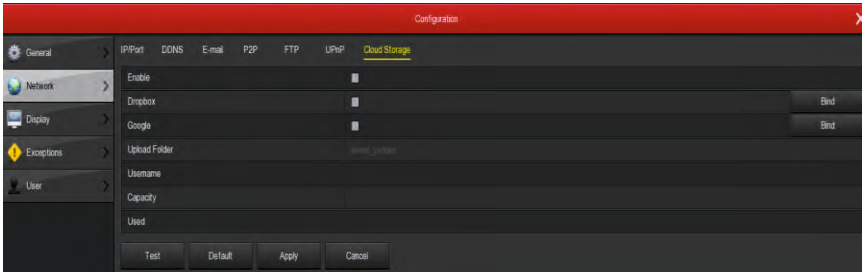 Configuration
X
General
Network
Display
Exceptions
User
IP/Port DDNS E-mail P2P FTP UPnP Cloud Storage
Enable
Dropbox Bind
Google Bind
Upload Folder event_picture
Username
Capacity
Used
Test Default Apply Cancel